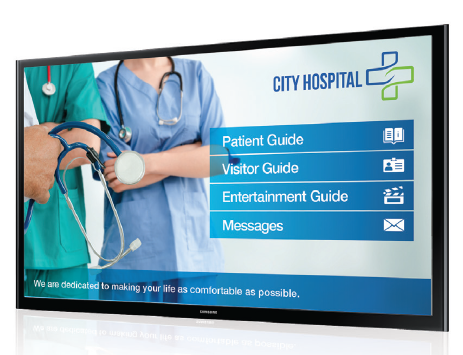 CITY HOSPITAL
Patient Guide
Visitor Guide
Entertainment Guide
Messages
We are dedicated to making your life as comfortable as possible.
SAMSUNG